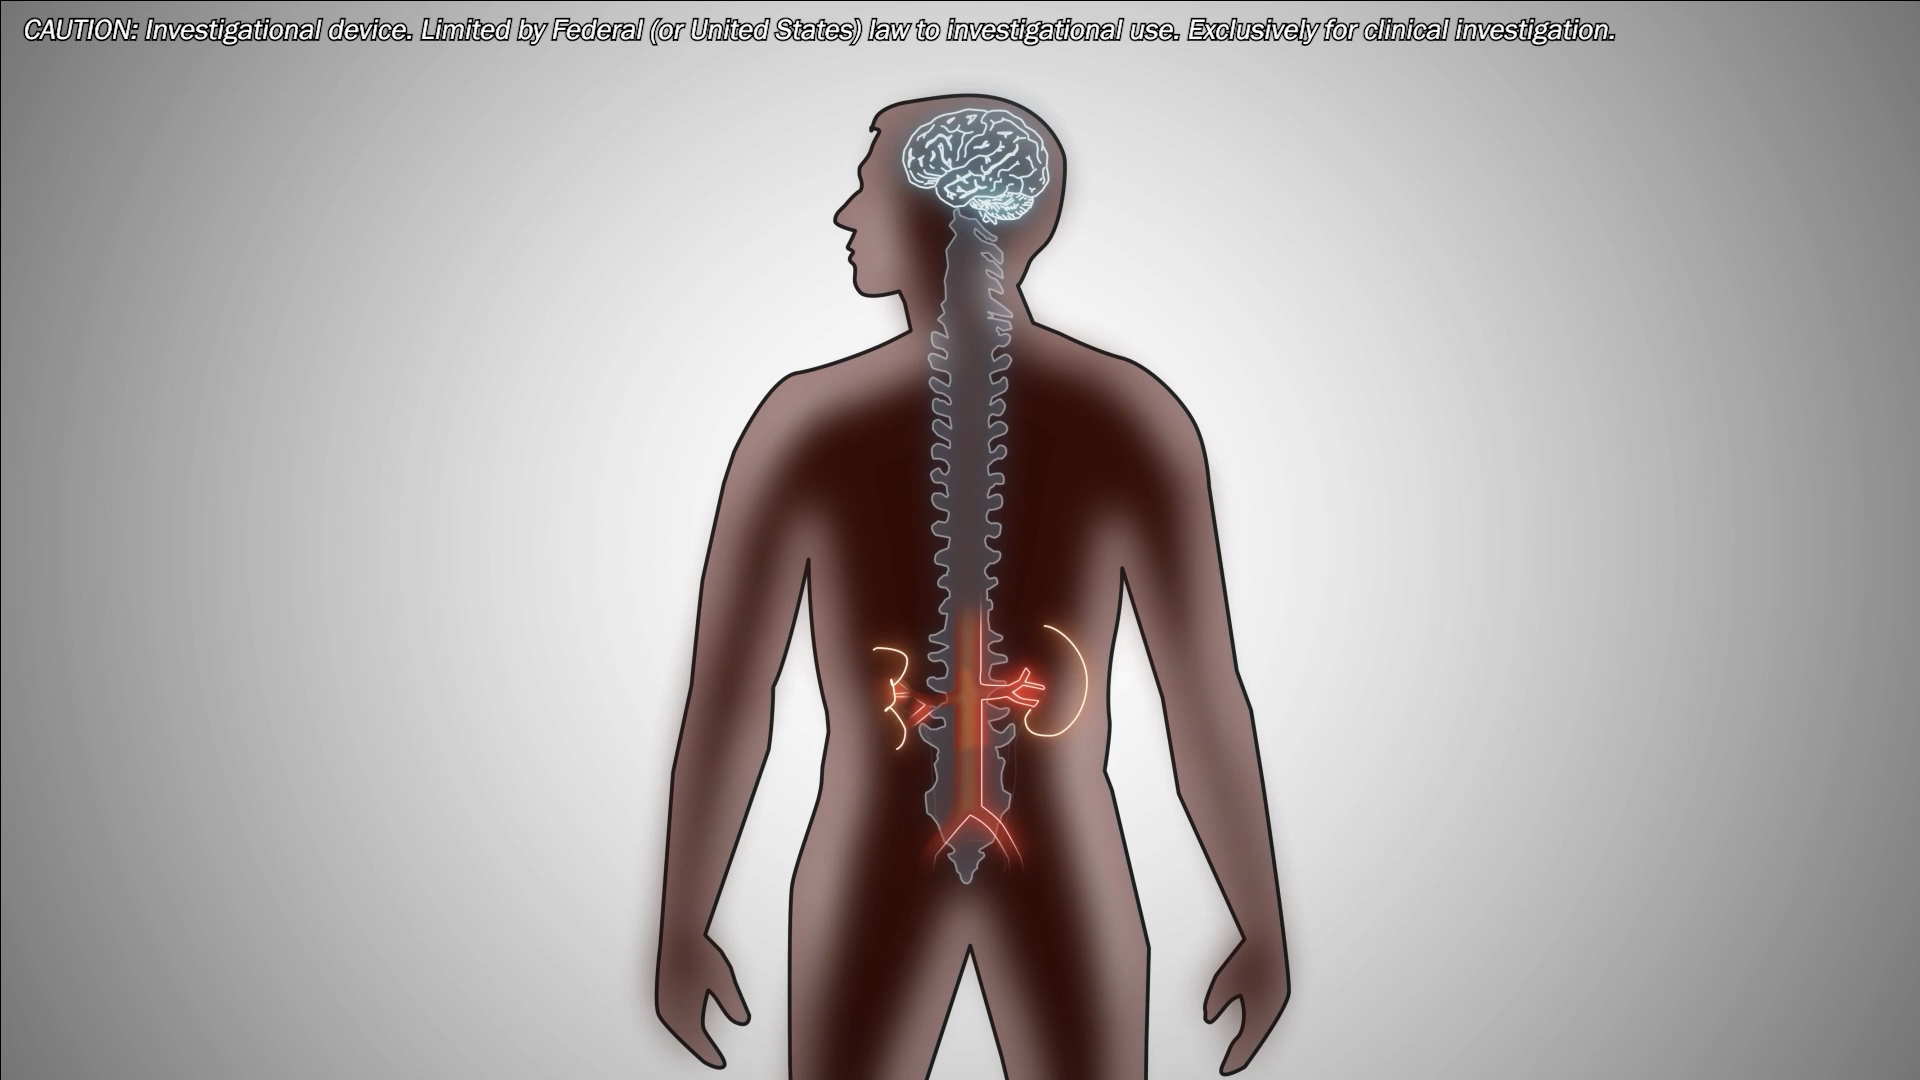 CAUTION: Investigational device. Limited by Federal (or United States) law to investigational use. Exclusively for clinical investigation.